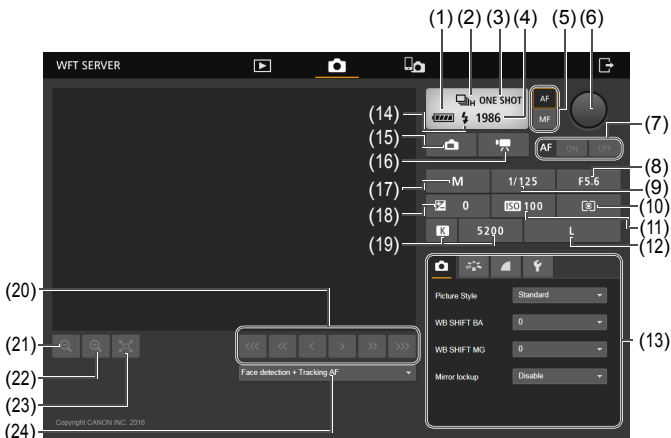 (1) (2) (3) (4) (5) (6)
WFT SERVER
(14) H ONE SHOT AF
1986 MF (7)
(15)
(16) AF ON OFF
(8)
(17) M 1/125 F5.6
(9)
(18) 0 ISO 100 (10)
(11)
(19) K 5200 L (12)
(20)
Picture Style Standard
(21) WB SHIFT BA 0 (13)
(22) <<< << < > >> >>> WB SHIFT MG 0
(23) Face detection + Tracking AF Mirror lockup Disable
Copyright CANON INC. 2016
(24)